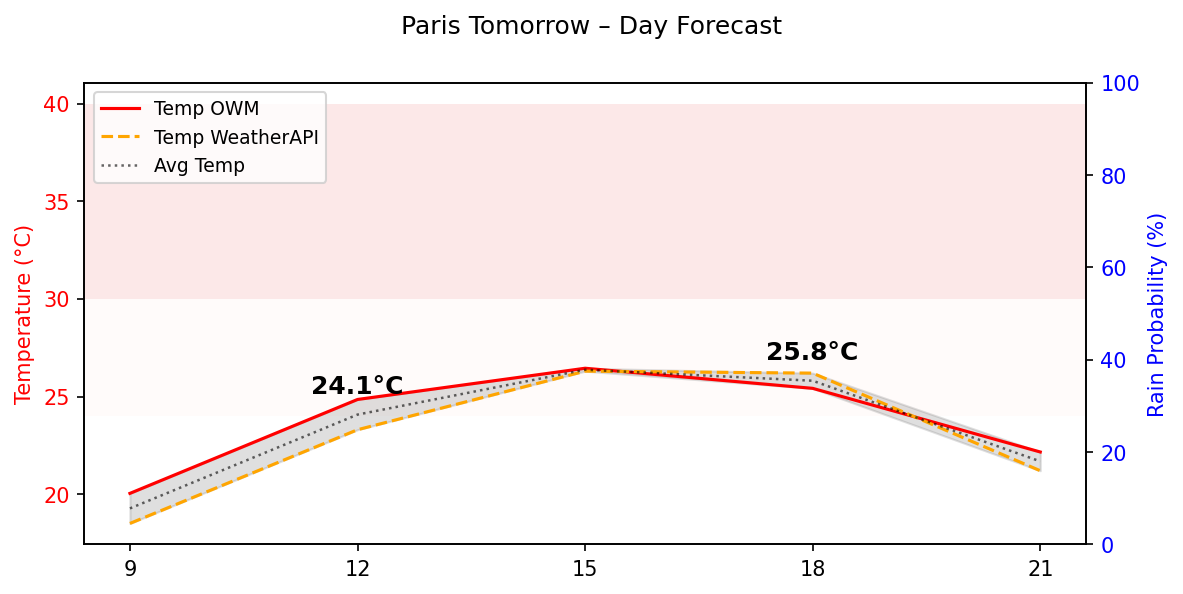 Paris Tomorrow – Day Forecast
Temp OWM
Temp WeatherAPI
Avg Temp
Temperature (°C)
40
35
30
25
20
24.1°C
25.8°C
100
80
60
40
20
0
Rain Probability (%)
9
12
15
18
21